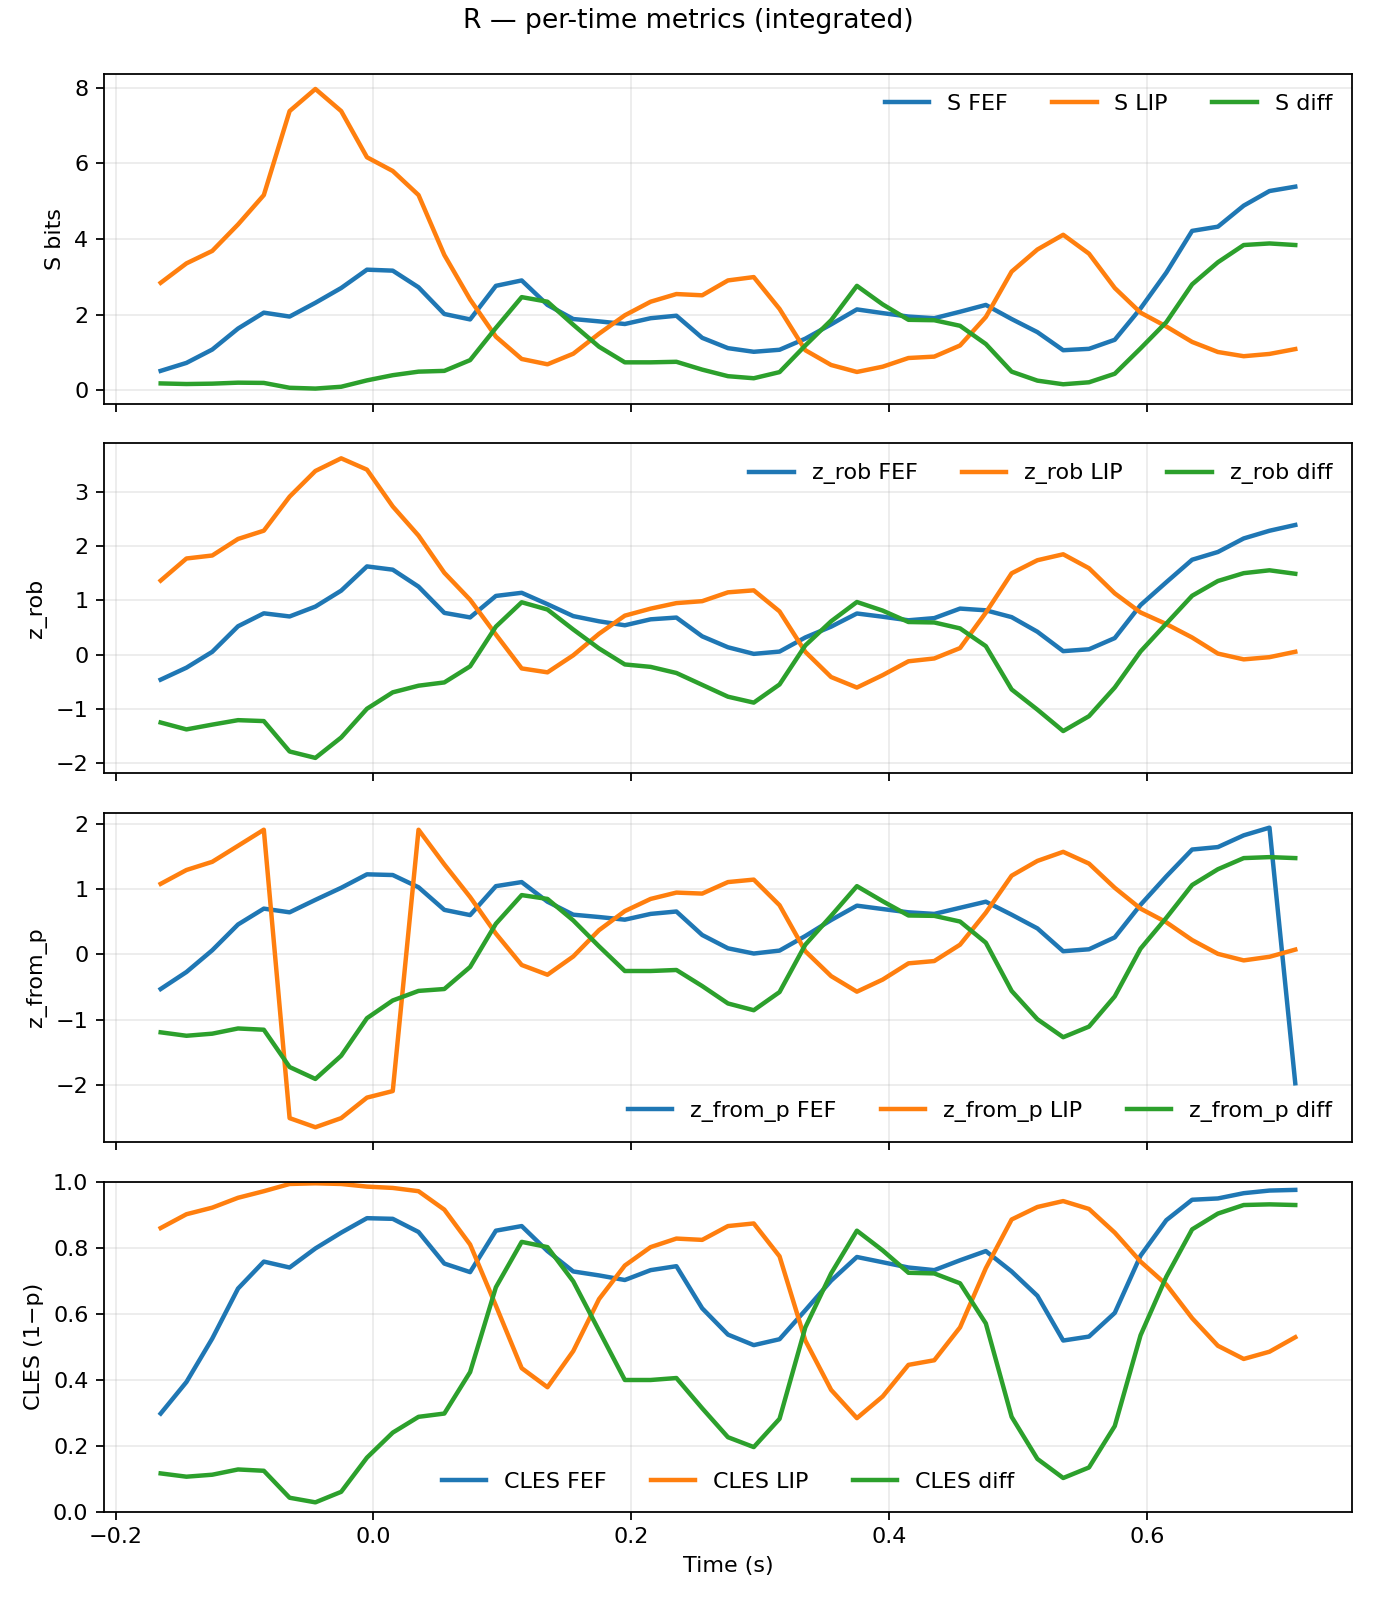 R — per-time metrics (integrated)
8
6
4
2
0
S bits
S FEF S LIP S diff
3
2
1
0
−1
−2
z_rob
z_rob FEF z_rob LIP z_rob diff
2
1
0
−1
−2
z_from_p
z_from_p FEF z_from_p LIP z_from_p diff
1.0
0.8
0.6
0.4
0.2
0.0
CLES (1−p)
CLES FEF CLES LIP CLES diff
−0.2 0.0 0.2 0.4 0.6
Time (s)